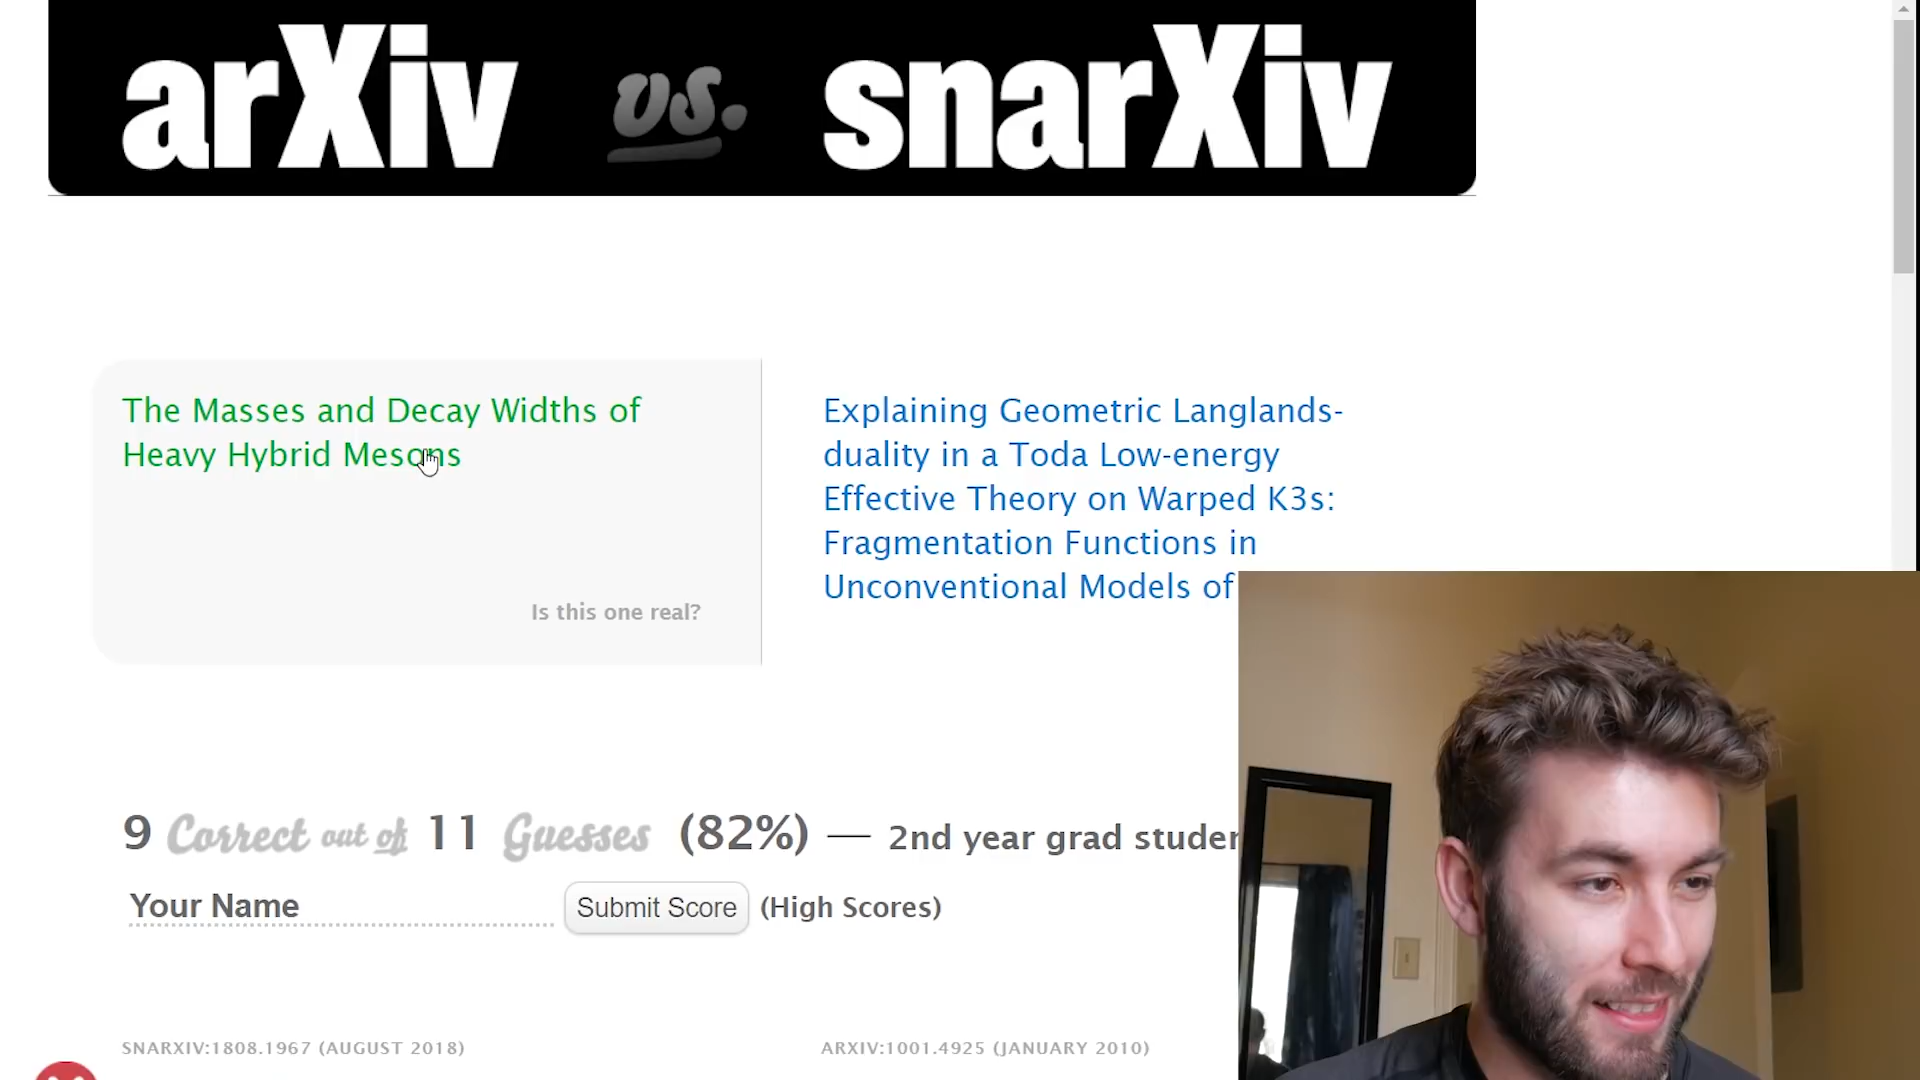 arXiv vs. snarXiv
The Masses and Decay Widths of
Heavy Hybrid Mesons
Is this one real?
Explaining Geometric Langlands-
duality in a Toda Low-energy
Effective Theory on Warped K3s:
Fragmentation Functions in
Unconventional Models of
9 Correct out of 11 Guesses (82%) — 2nd year grad
Your Name
Submit Score (High Scores)
SNARXIV:1808.1967 (AUGUST 2018)
ARXIV:1001.4925 (JANUARY 2010)